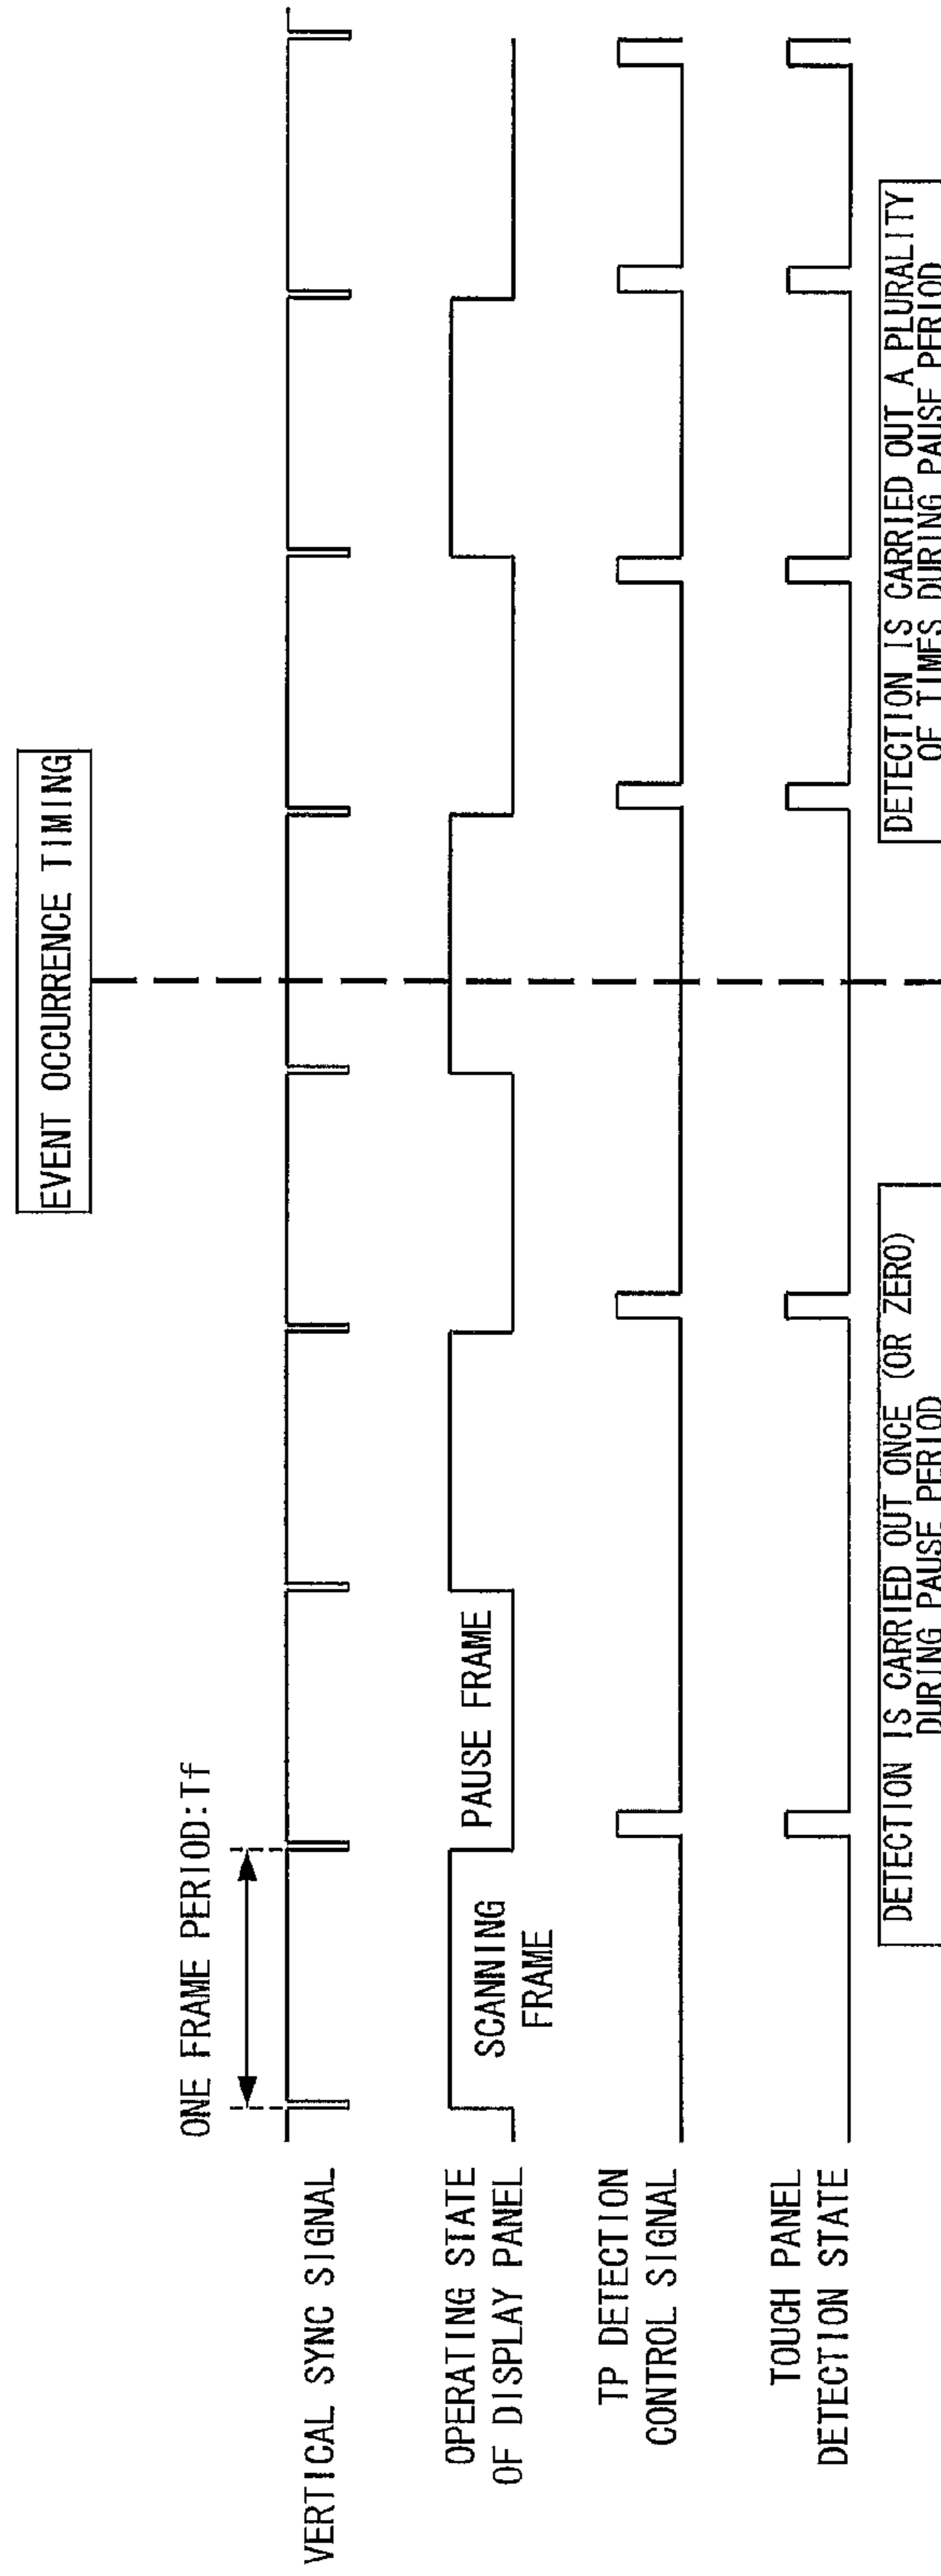 EVENT OCCURRENCE TIMING
ONE FRAME PERIOD:Tf
VERTICAL SYNC SIGNAL
OPERATING STATE
OF DISPLAY PANEL
SCANNING
FRAME
PAUSE FRAME
TP DETECTION
CONTROL SIGNAL
TOUCH PANEL
DETECTION STATE
DETECTION IS CARRIED OUT ONCE (OR ZERO)
DURING PAUSE PERIOD
DETECTION IS CARRIED OUT A PLURALITY
OF TIMES DURING PAUSE PERIOD